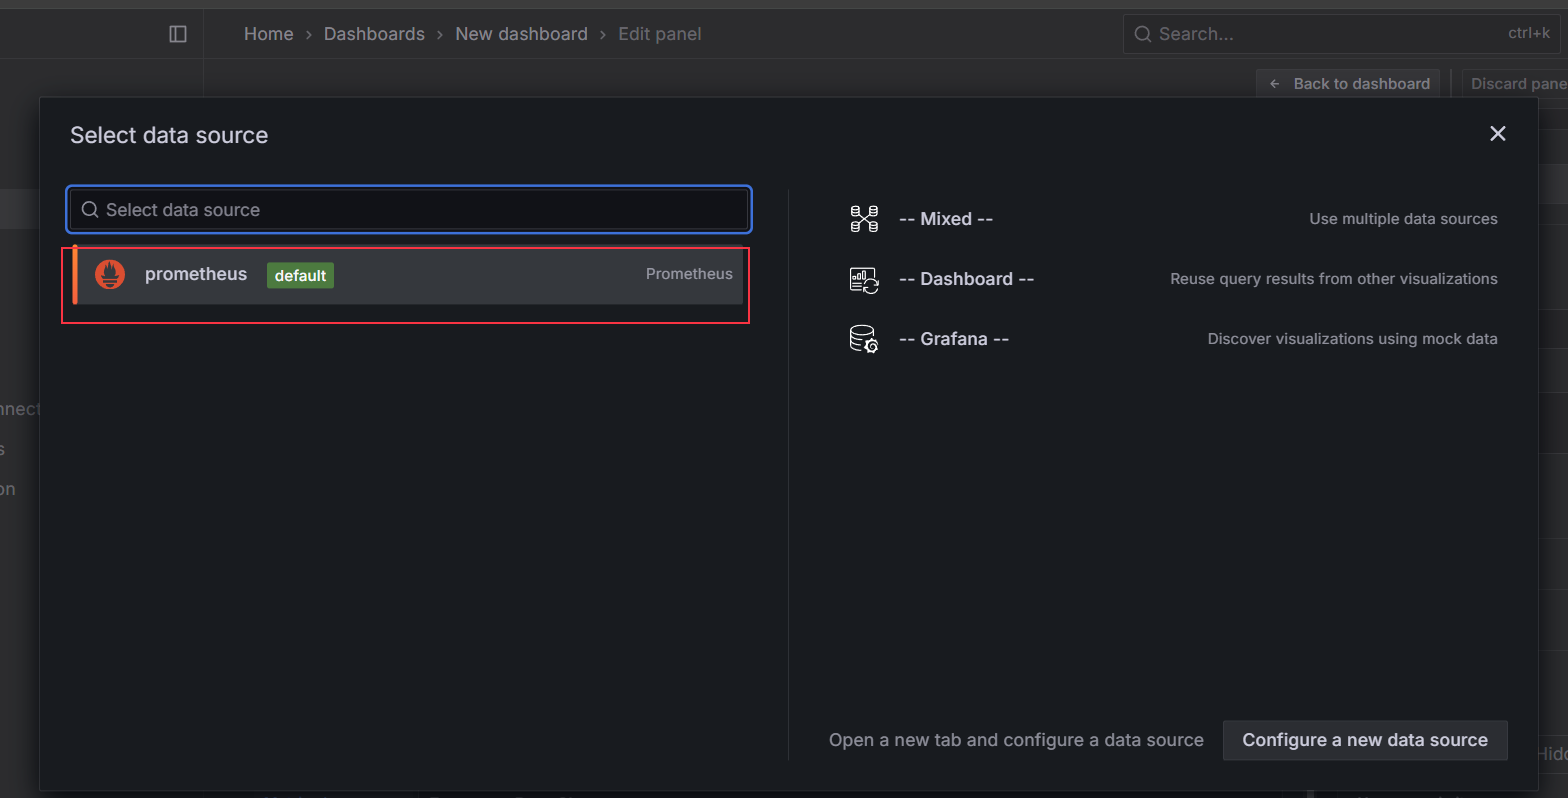 Home › Dashboards › New dashboard › Edit panel
Search...
ctrl+k
← Back to dashboard
Discard pane
Select data source
Select data source
prometheus
default
Prometheus
-- Mixed --
Use multiple data sources
-- Dashboard --
Reuse query results from other visualizations
-- Grafana --
Discover visualizations using mock data
nnect
s
on
Open a new tab and configure a data source
Configure a new data source
Hidd